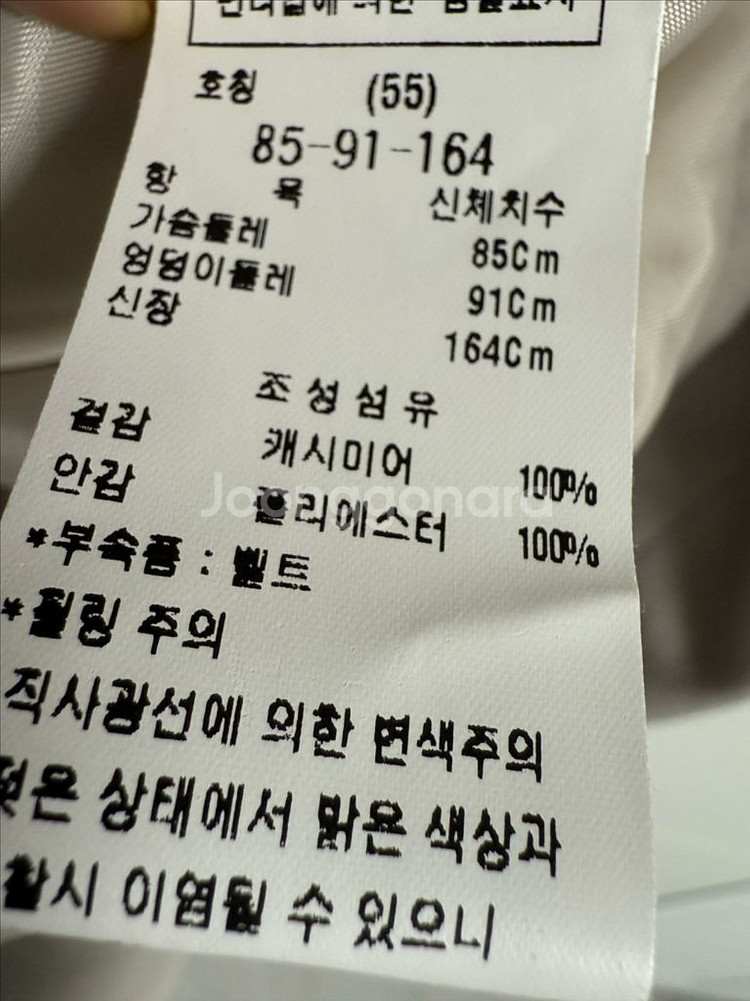 호칭 (55)
85-91-164
항 목 신체치수
가슴둘레 85Cm
엉덩이둘레 91Cm
신장 164Cm
조성섬유
겉감 캐시미어 100%
안감 폴리에스터 100%
*부속품 : 벨트
*필링 주의
직사광선에 의한 변색주의
젖은 상태에서 밝은 색상과
찰시 이염될 수 있으니
Joonggonara